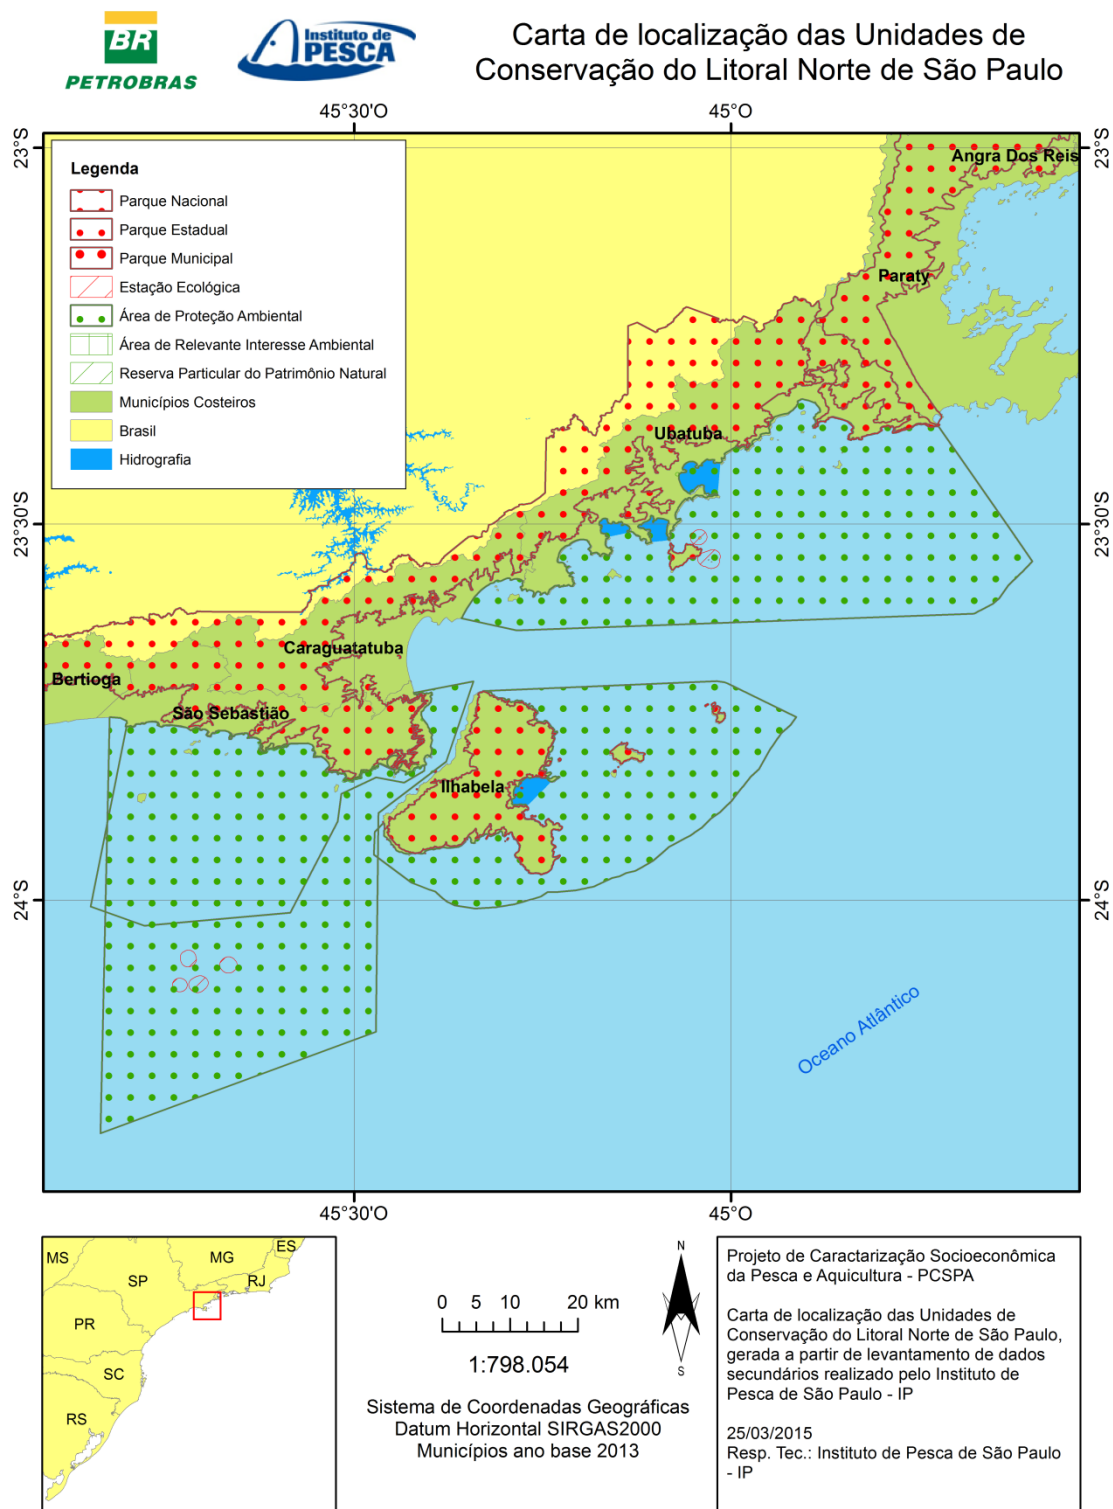 BR
PETROBRAS
Instituto de
PESCA
Carta de localização das Unidades de
Conservação do Litoral Norte de São Paulo
45°30'O
45°O
23°S
23°S
Legenda
Parque Nacional
Parque Estadual
Parque Municipal
Estação Ecológica
Área de Proteção Ambiental
Área de Relevante Interesse Ambiental
Reserva Particular do Patrimônio Natural
Municípios Costeiros
Brasil
Hidrografia
Angra Dos Reis
Paraty
Ubatuba
23°30'S
23°30'S
Caraguatatuba
Bertioga
São Sebastião
Ilhabela
24°S
24°S
Oceano Atlântico
45°30'O
45°O
MS
MG
ES
SP
RJ
PR
SC
RS
0 5 10 20 km
1:798.054
Sistema de Coordenadas Geográficas
Datum Horizontal SIRGAS2000
Municípios ano base 2013
N
S
Projeto de Caractarização Socioeconômica
da Pesca e Aquicultura - PCSPA
Carta de localização das Unidades de
Conservação do Litoral Norte de São Paulo,
gerada a partir de levantamento de dados
secundários realizado pelo Instituto de
Pesca de São Paulo - IP
25/03/2015
Resp. Tec.: Instituto de Pesca de São Paulo
- IP